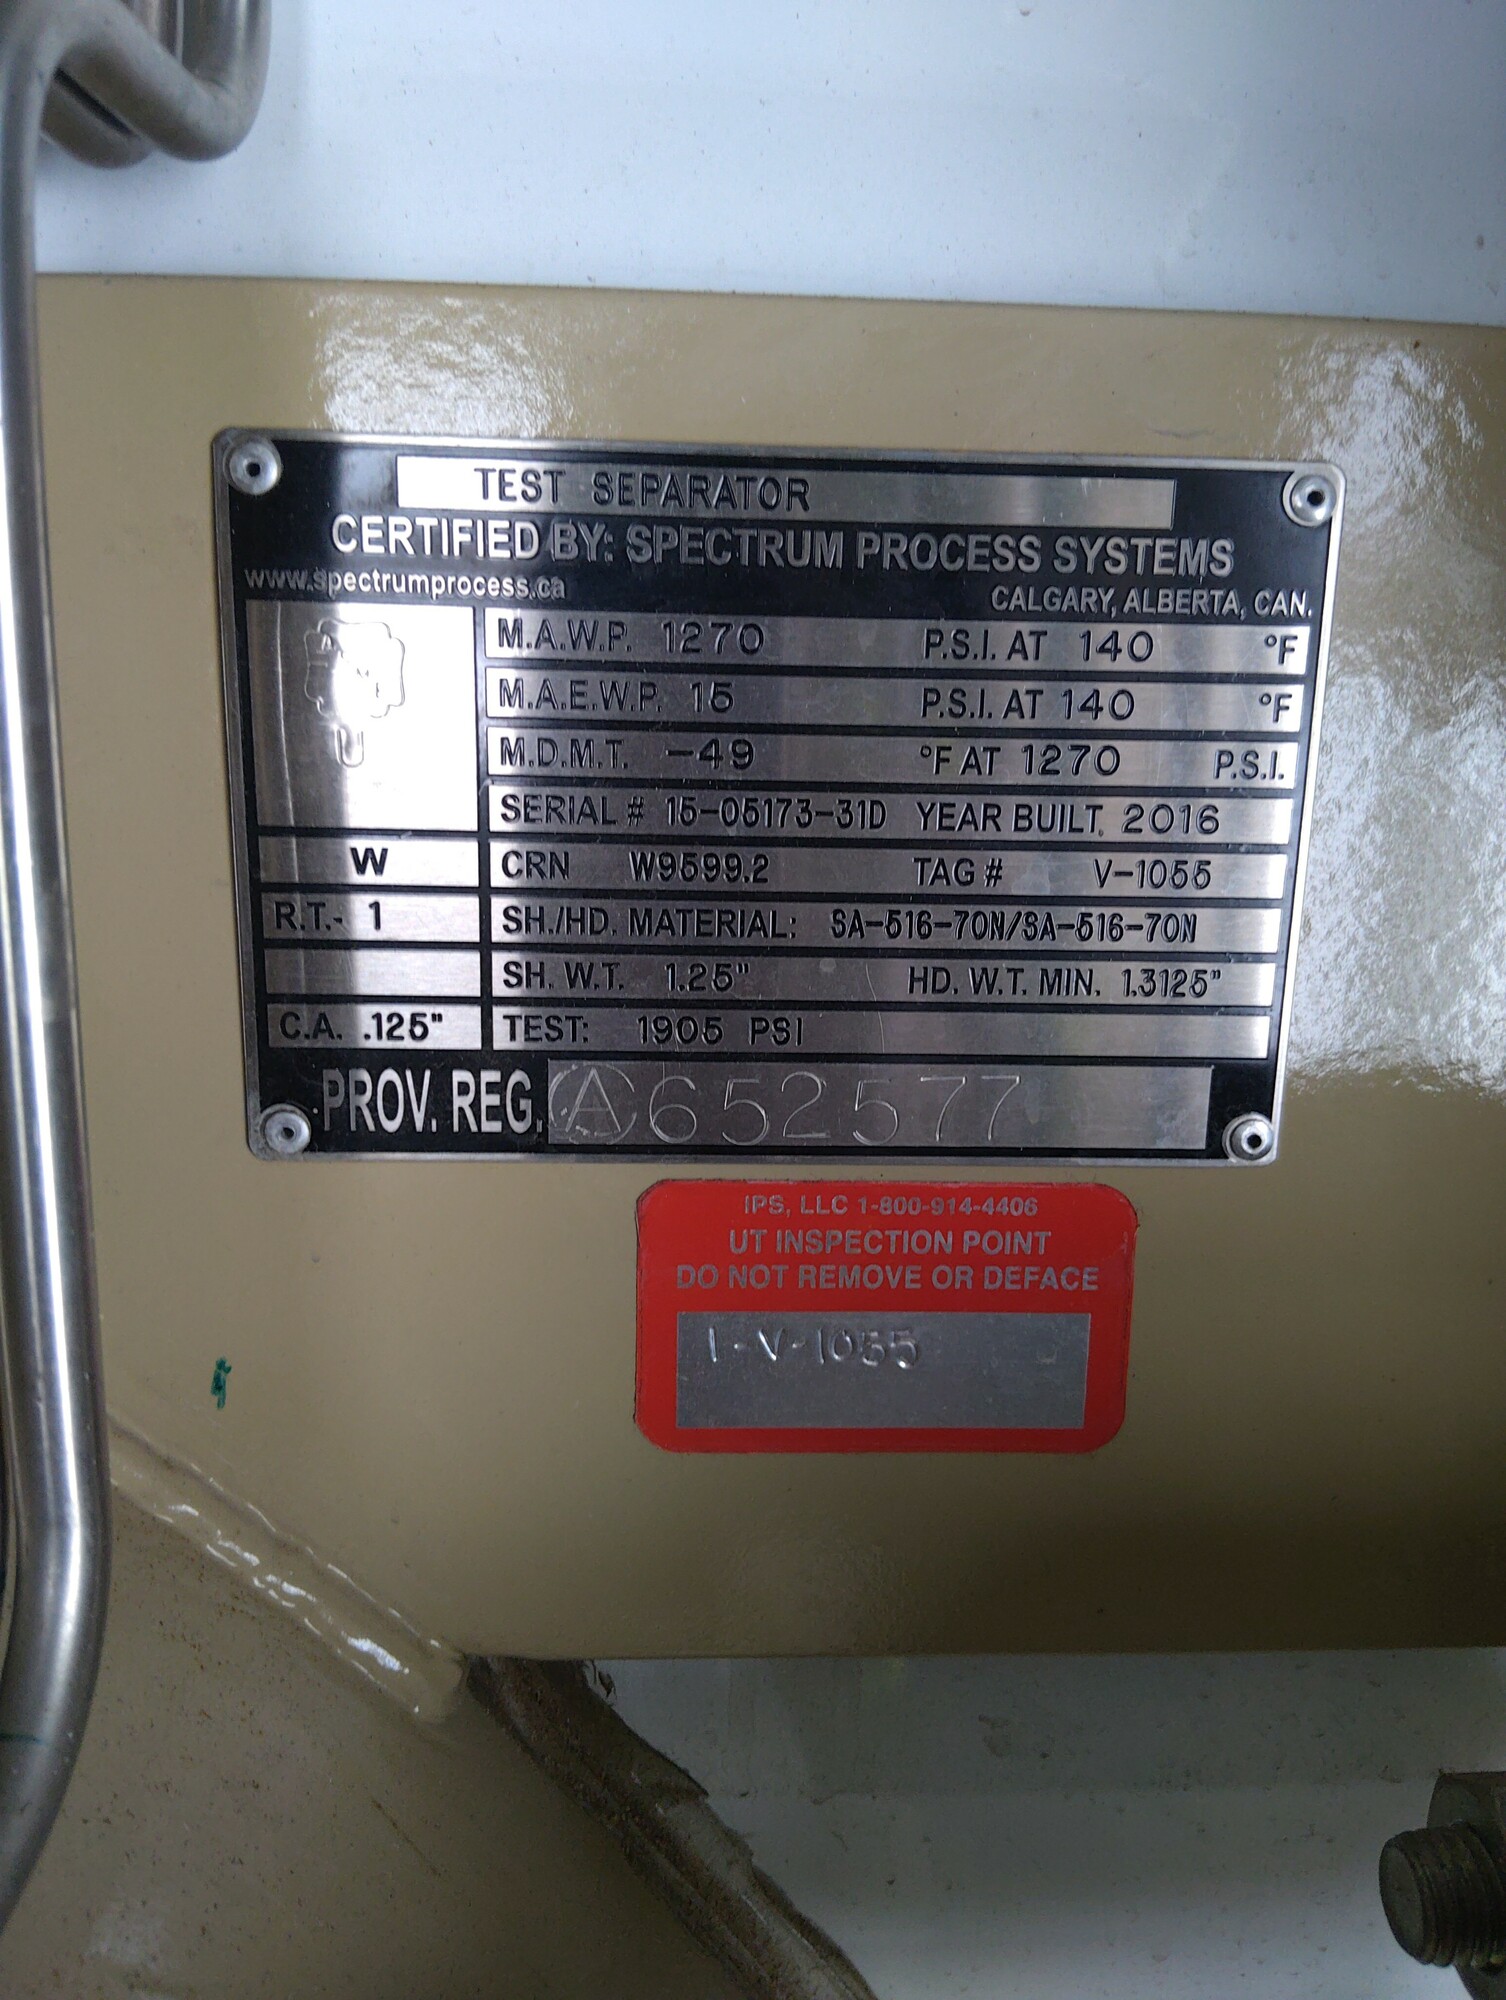 TEST SEPARATOR
CERTIFIED BY: SPECTRUM PROCESS SYSTEMS
www.spectrumprocess.ca
CALGARY, ALBERTA, CAN.
U
M.A.W.P. 1270 P.S.I. AT 140 °F
M.A.E.W.P. 15 P.S.I. AT 140 °F
M.D.M.T. -49 °F AT 1270 P.S.I.
SERIAL # 15-05173-31D YEAR BUILT. 2016
W
CRN W9599.2 TAG # V-1055
R.T.- 1
SH./HD. MATERIAL: SA-516-70N/SA-516-70N
SH. W.T. 1.25" HD. W.T. MIN. 1.3125"
C.A. .125"
TEST: 1905 PSI
PROV. REG. A652577
IPS, LLC 1-800-914-4406
UT INSPECTION POINT
DO NOT REMOVE OR DEFACE
1-V-1055